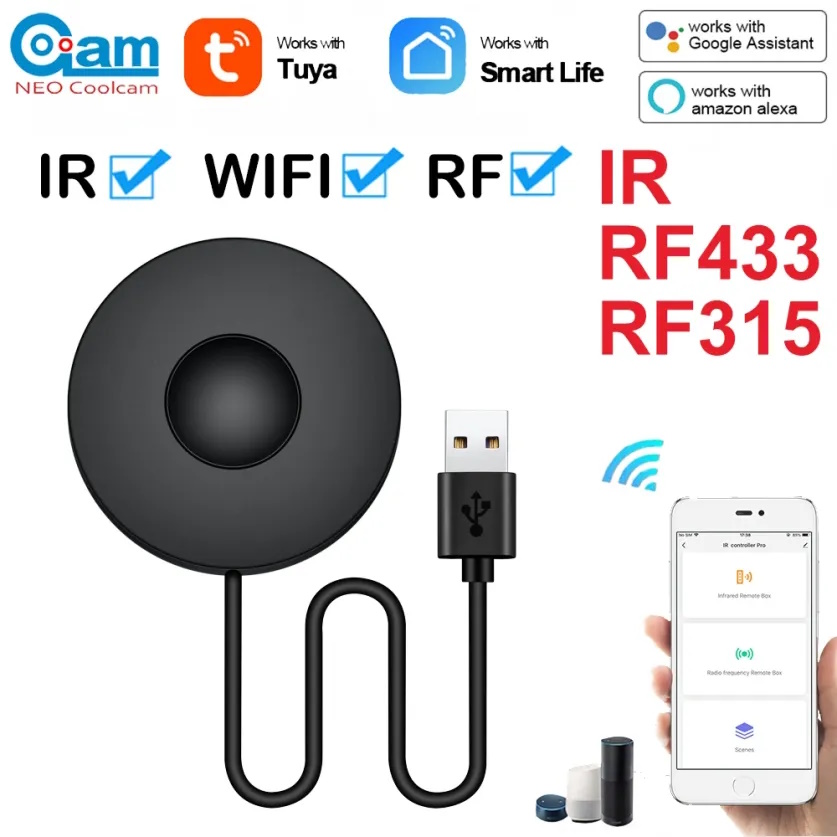 NEO Coolcam
Works with
Tuya
Works with
Smart Life
works with
Google Assistant
works with
amazon alexa
IR
WIFI
RF
IR
RF433
RF315
IR controller Pro
Infrared Remote Box
Radio Frequency Remote Box
Scenes